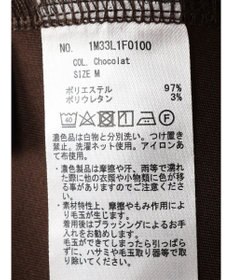 NO. 1M33L1F0100
COL. Chocolat
SIZE M
ポリエステル 97%
ポリウレタン 3%
濃色品は白物と分別洗い。つけ置き
禁止。洗濯ネット使用。アイロンあ
て布使用。
・濃色製品は摩擦や汗、雨等で濡れ
た際に他の衣類や小物類に色が移
る事がありますのでご注意くださ
い。
・素材特性上、摩擦やもみ作用によ
り毛玉が生じます。
着用後はブラッシングによるお手
入れをお勧めします。
毛玉ができてしまったら引っぱらず
に、ハサミや毛玉取り器等で取
り除いてください。